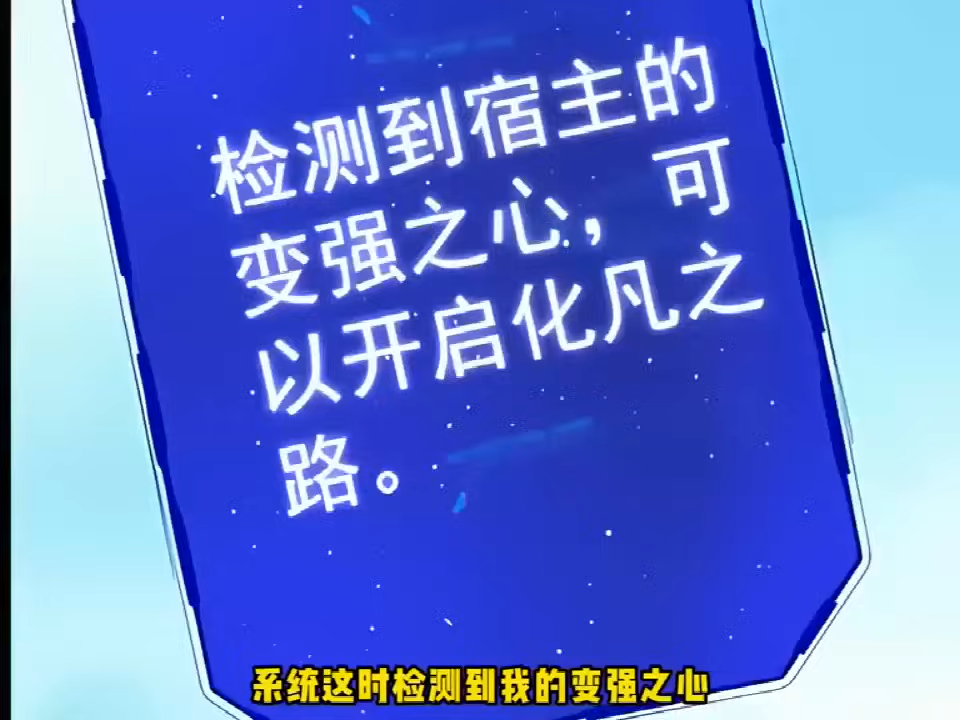 检测到宿主的
变强之心，可
以开启化凡之
路。
系统这时检测到我的变强之心